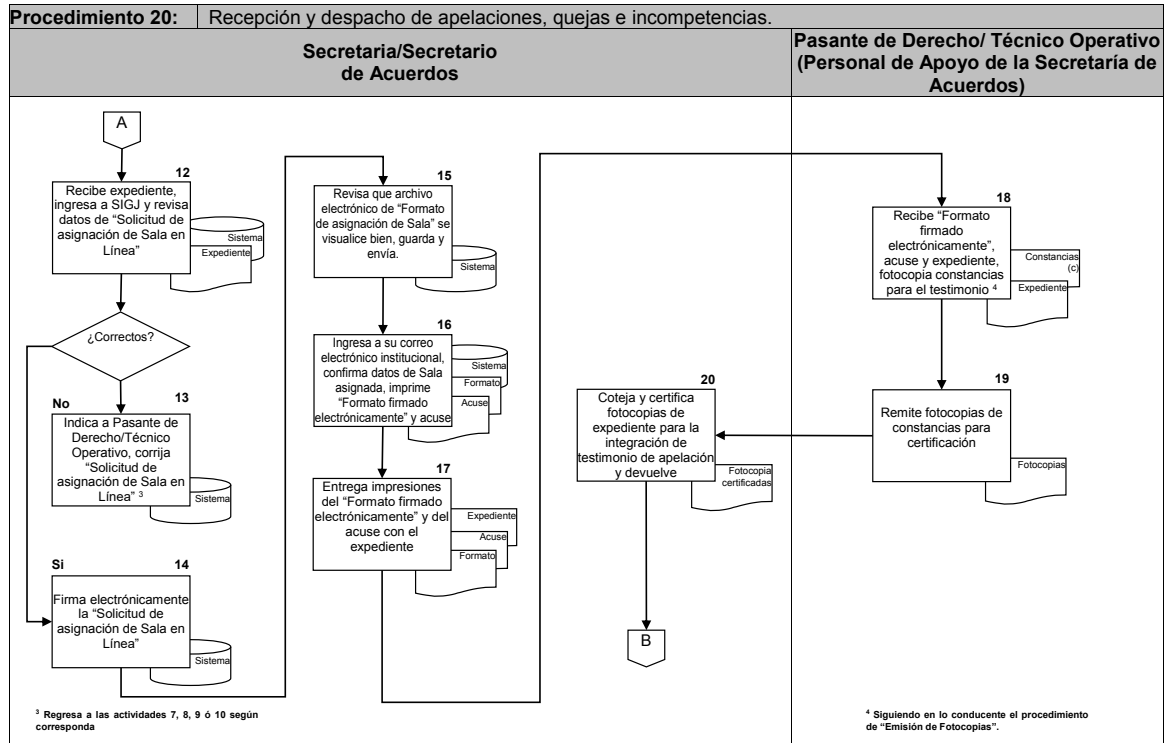 Procedimiento 20: Recepción y despacho de apelaciones, quejas e incompetencias.
Secretaria/Secretario
de Acuerdos
Pasante de Derecho/ Técnico Operativo
(Personal de Apoyo de la Secretaría de
Acuerdos)
A
12
Recibe expediente,
ingresa a SIGJ y revisa
datos de “Solicitud de
asignación de Sala en
Línea”
Sistema
Expediente
¿Correctos?
No
13
Indica a Pasante de
Derecho/Técnico
Operativo, corrija
“Solicitud de
asignación de Sala en
Línea” ³
Sistema
Si
14
Firma electrónicamente
la “Solicitud de
asignación de Sala en
Línea”
Sistema
³ Regresa a las actividades 7, 8, 9 ó 10 según
corresponda
15
Revisa que archivo
electrónico de “Formato
de asignación de Sala” se
visualice bien, guarda y
envía.
Sistema
16
Ingresa a su correo
electrónico institucional,
confirma datos de Sala
asignada, imprime
“Formato firmado
electrónicamente” y acuse
Sistema
Formato
Acuse
17
Entrega impresiones
del “Formato firmado
electrónicamente” y del
acuse con el
expediente
Expediente
Acuse
Formato
18
Recibe “Formato
firmado
electrónicamente”,
acuse y expediente,
fotocopia constancias
para el testimonio ⁴
Constancias
(c)
Expediente
19
Remite fotocopias de
constancias para
certificación
Fotocopias
20
Coteja y certifica
fotocopias de
expediente para la
integración de
testimonio de apelación
y devuelve
Fotocopia
certificadas
B
⁴ Siguiendo en lo conducente el procedimiento
de “Emisión de Fotocopias”.